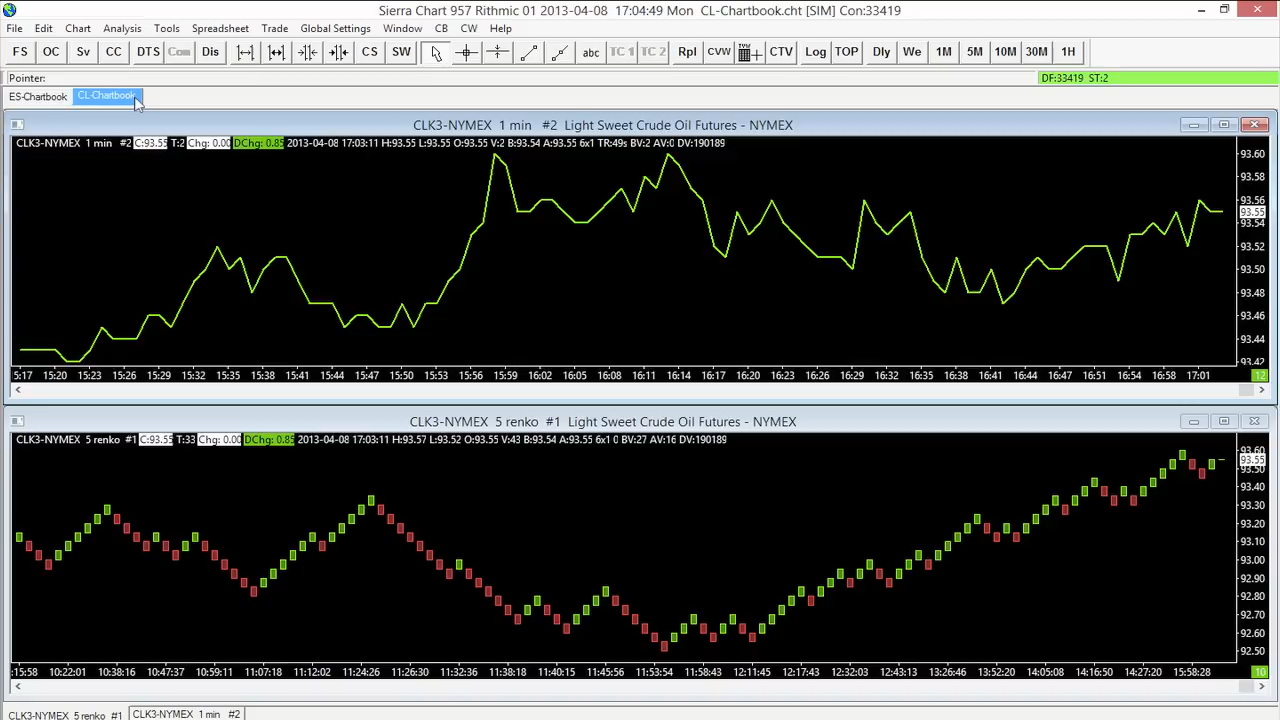 Sierra Chart 957 Rithmic 01 2013-04-08 17:04:49 Mon CL-Chartbook.cht [SIM] Con:33419
File Edit Chart Analysis Tools Spreadsheet Trade Global Settings Window CB CW Help
FS OC Sv CC DTS Com Dis CS SW abc TC 1 TC 2 Rpl CVW CTV Log TOP Dly We 1M 5M 10M 30M 1H
Pointer: DF:33419 ST:2
ES-Chartbook CL-Chartbook
CLK3-NYMEX 1 min #2 Light Sweet Crude Oil Futures - NYMEX
CLK3-NYMEX 1 min #2 C:93.55 T:2 Chg: 0.00 DChg: 0.85 2013-04-08 17:03:11 H:93.55 L:93.55 O:93.55 V:2 B:93.54 A:93.55 6x1 TR:49s BV:2 AV:0 DV:190189
93.60
93.58
93.56
93.55
93.54
93.52
93.50
93.48
93.46
93.44
93.42
5:17 15:20 15:23 15:26 15:29 15:32 15:35 15:38 15:41 15:44 15:47 15:50 15:53 15:56 15:59 16:02 16:05 16:08 16:11 16:14 16:17 16:20 16:23 16:26 16:29 16:32 16:35 16:38 16:41 16:44 16:47 16:51 16:54 16:58 17:01 12
CLK3-NYMEX 5 renko #1 Light Sweet Crude Oil Futures - NYMEX
CLK3-NYMEX 5 renko #1 C:93.55 T:33 Chg: 0.00 DChg: 0.85 2013-04-08 17:03:11 H:93.57 L:93.52 O:93.55 V:43 B:93.54 A:93.55 6x1 0 BV:27 AV:16 DV:190189
93.60
93.55
93.50
93.40
93.30
93.20
93.10
93.00
92.90
92.80
92.70
92.60
92.50
:15:58 10:22:01 10:38:16 10:47:37 10:59:11 11:07:18 11:12:02 11:24:26 11:26:30 11:32:56 11:38:18 11:40:15 11:45:56 11:53:54 11:58:43 12:11:45 12:17:43 12:32:03 12:43:02 13:26:46 13:52:20 14:05:08 14:16:50 14:27:20 15:58:28 10
CLK3-NYMEX 5 renko #1 CLK3-NYMEX 1 min #2